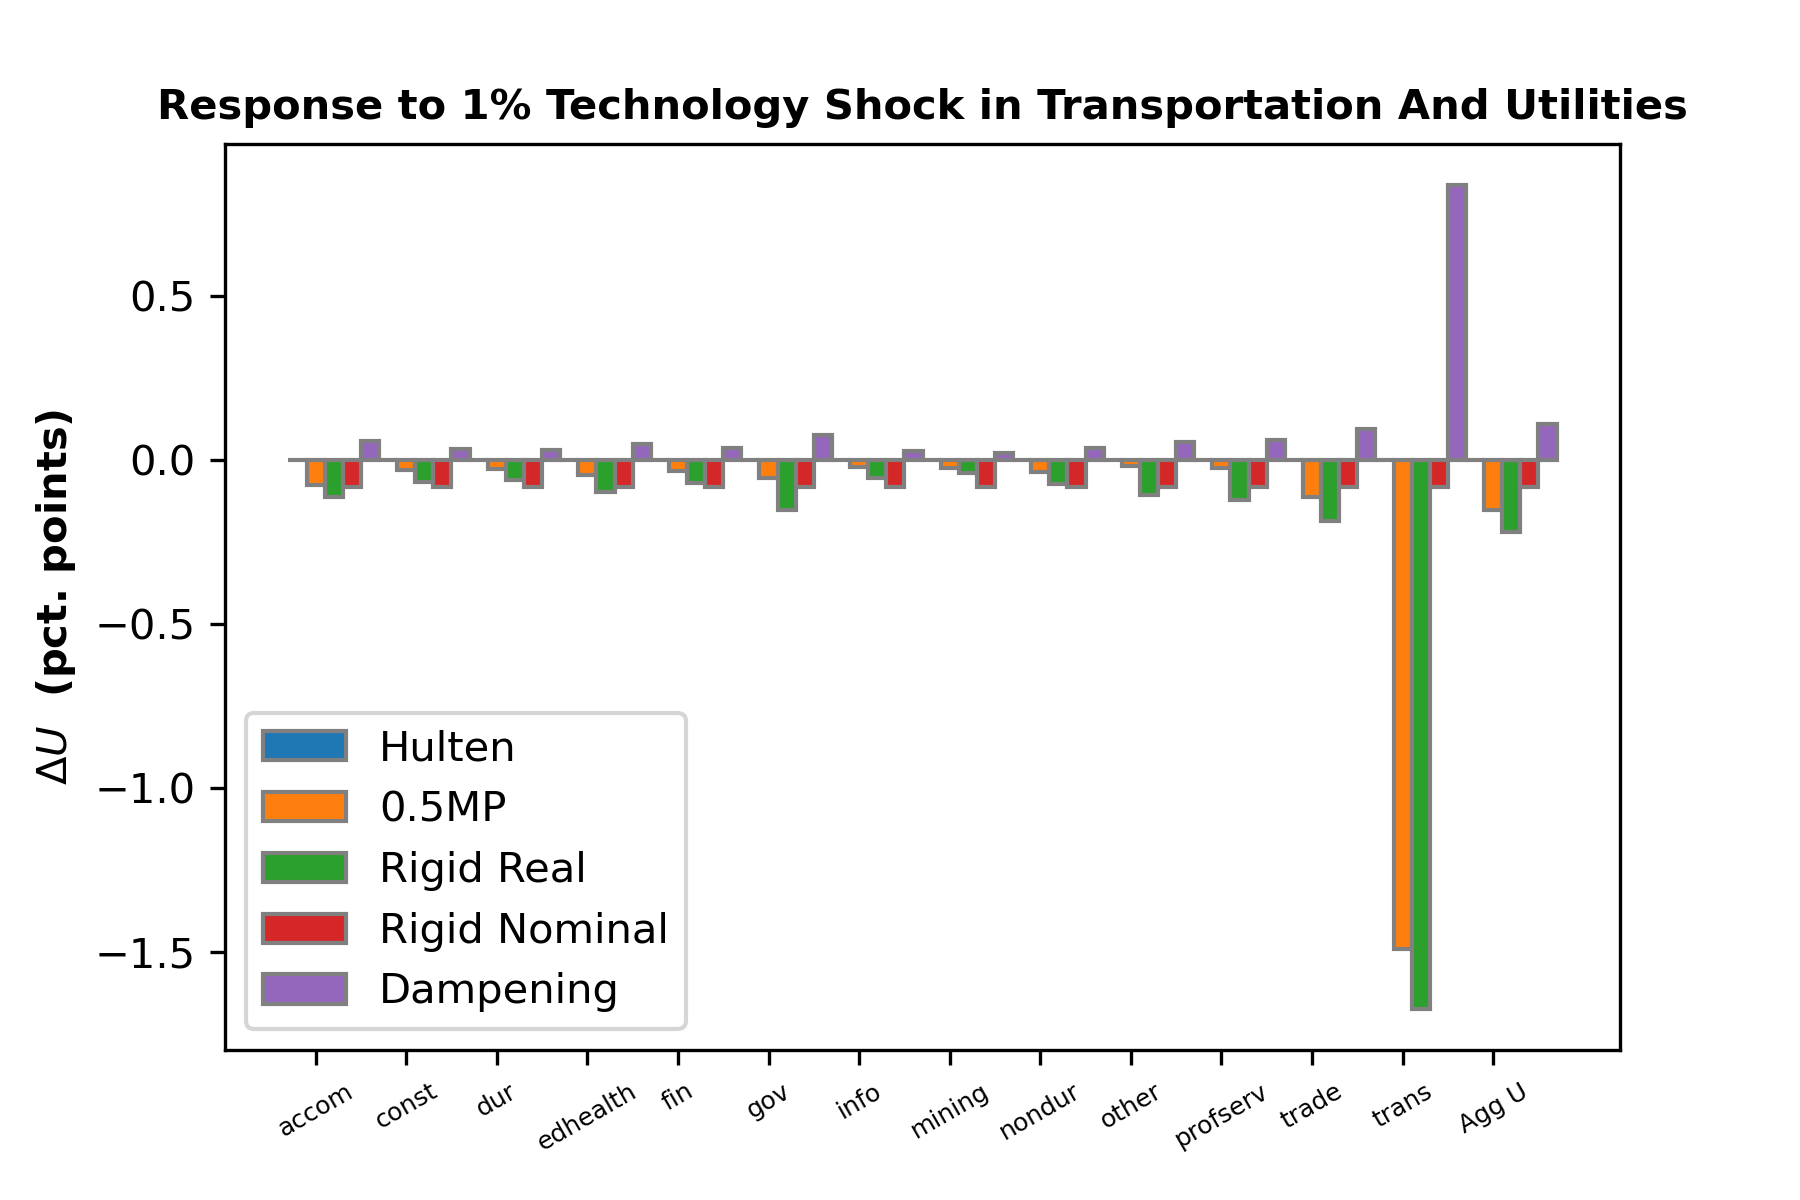 Response to 1% Technology Shock in Transportation And Utilities
ΔU (pct. points)
0.5
0.0
−0.5
−1.0
−1.5
Hulten
0.5MP
Rigid Real
Rigid Nominal
Dampening
accom const dur edhealth fin gov info mining nondur other profserv trade trans Agg U